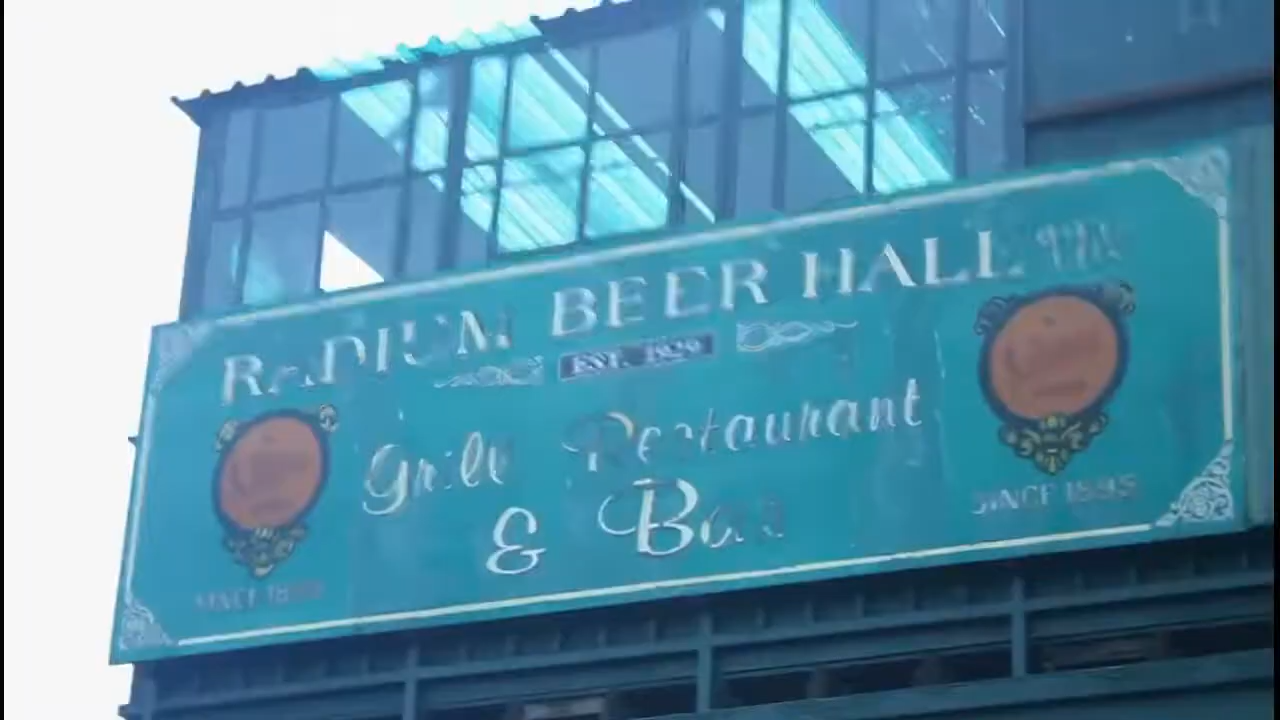 RADIUM BEER HALL
EST. 1929
Grill Restaurant
& Bar
SINCE 1895
SINCE 1895